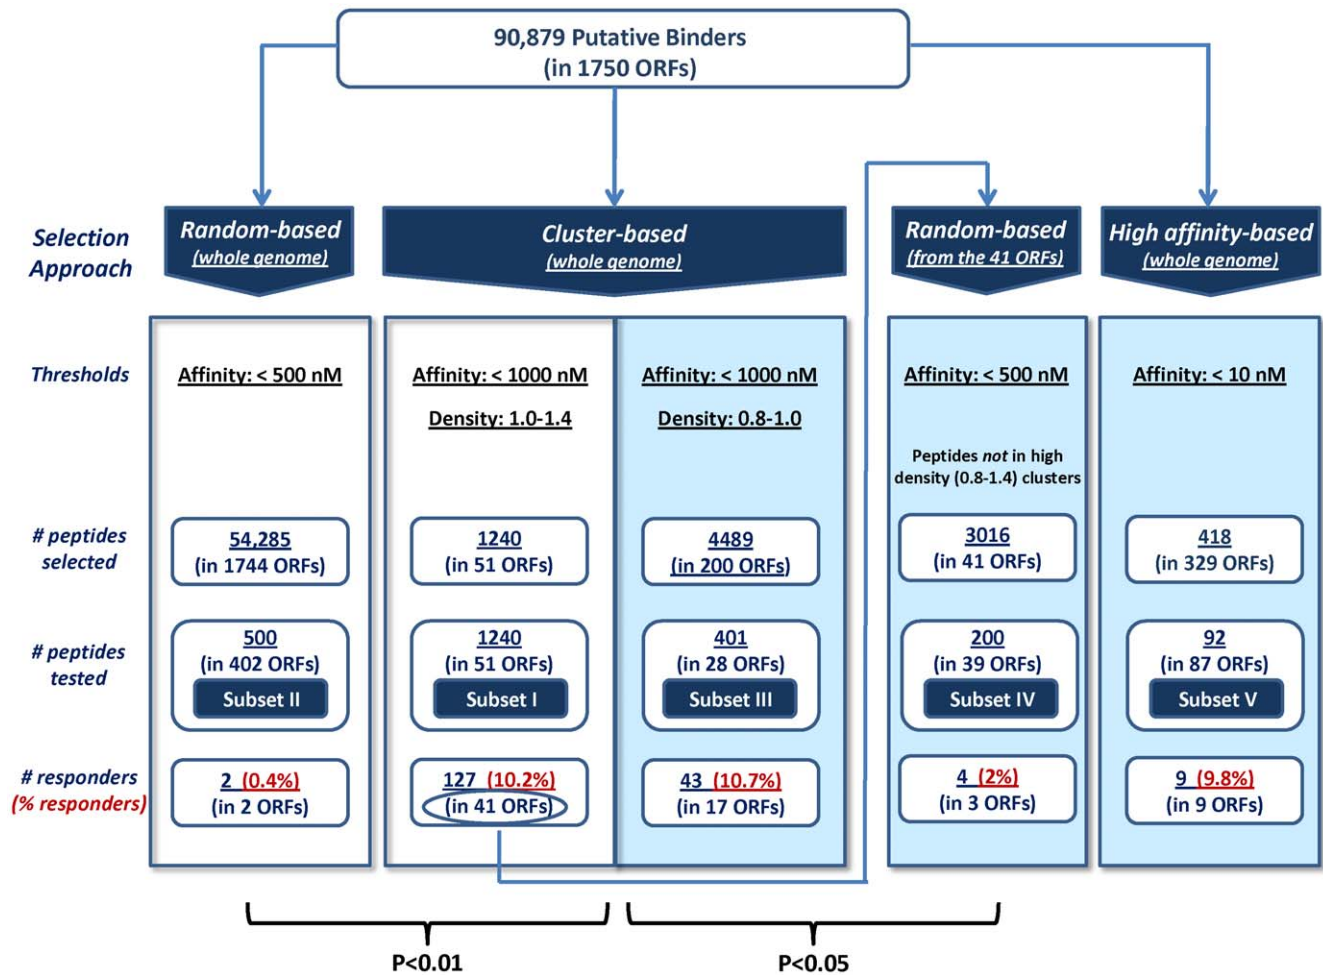 90,879 Putative Binders
(in 1750 ORFs)
Selection
Approach
Random-based
(whole genome)
Cluster-based
(whole genome)
Random-based
(from the 41 ORFs)
High affinity-based
(whole genome)
Thresholds
Affinity: < 500 nM
Affinity: < 1000 nM
Density: 1.0-1.4
Affinity: < 1000 nM
Density: 0.8-1.0
Affinity: < 500 nM
Peptides not in high
density (0.8-1.4) clusters
Affinity: < 10 nM
# peptides
selected
54,285
(in 1744 ORFs)
1240
(in 51 ORFs)
4489
(in 200 ORFs)
3016
(in 41 ORFs)
418
(in 329 ORFs)
# peptides
tested
500
(in 402 ORFs)
Subset II
1240
(in 51 ORFs)
Subset I
401
(in 28 ORFs)
Subset III
200
(in 39 ORFs)
Subset IV
92
(in 87 ORFs)
Subset V
# responders
(% responders)
2 (0.4%)
(in 2 ORFs)
127 (10.2%)
(in 41 ORFs)
43 (10.7%)
(in 17 ORFs)
4 (2%)
(in 3 ORFs)
9 (9.8%)
(in 9 ORFs)
P<0.01
P<0.05